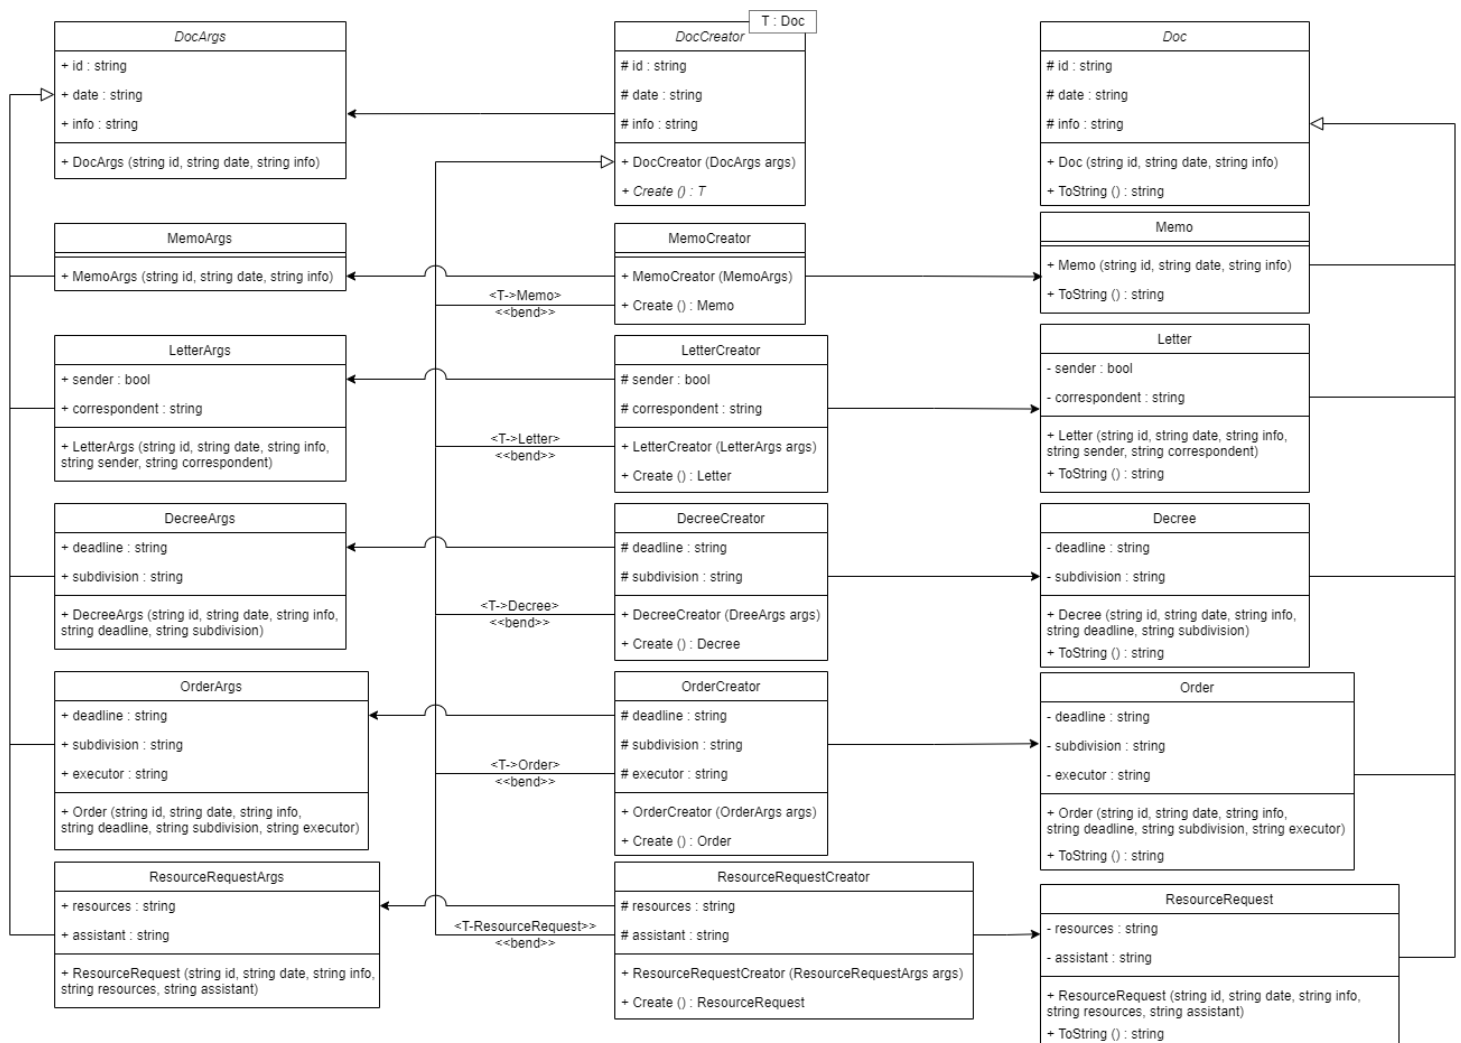 T : Doc
DocArgs
+ id : string
+ date : string
+ info : string
+ DocArgs (string id, string date, string info)
DocCreator
# id : string
# date : string
# info : string
+ DocCreator (DocArgs args)
+ Create () : T
Doc
# id : string
# date : string
# info : string
+ Doc (string id, string date, string info)
+ ToString () : string
MemoArgs
+ MemoArgs (string id, string date, string info)
<T->Memo>
<<bend>>
MemoCreator
+ MemoCreator (MemoArgs)
+ Create () : Memo
Memo
+ Memo (string id, string date, string info)
+ ToString () : string
LetterArgs
+ sender : bool
+ correspondent : string
+ LetterArgs (string id, string date, string info,
string sender, string correspondent)
<T->Letter>
<<bend>>
LetterCreator
# sender : bool
# correspondent : string
+ LetterCreator (LetterArgs args)
+ Create () : Letter
Letter
- sender : bool
- correspondent : string
+ Letter (string id, string date, string info,
string sender, string correspondent)
+ ToString () : string
DecreeArgs
+ deadline : string
+ subdivision : string
+ DecreeArgs (string id, string date, string info,
string deadline, string subdivision)
<T->Decree>
<<bend>>
DecreeCreator
# deadline : string
# subdivision : string
+ DecreeCreator (DreeArgs args)
+ Create () : Decree
Decree
- deadline : string
- subdivision : string
+ Decree (string id, string date, string info,
string deadline, string subdivision)
+ ToString () : string
OrderArgs
+ deadline : string
+ subdivision : string
+ executor : string
+ Order (string id, string date, string info,
string deadline, string subdivision, string executor)
<T->Order>
<<bend>>
OrderCreator
# deadline : string
# subdivision : string
# executor : string
+ OrderCreator (OrderArgs args)
+ Create () : Order
Order
- deadline : string
- subdivision : string
- executor : string
+ Order (string id, string date, string info,
string deadline, string subdivision, string executor)
+ ToString () : string
ResourceRequestArgs
+ resources : string
+ assistant : string
+ ResourceRequest (string id, string date, string info,
string resources, string assistant)
<T-ResourceRequest>>
<<bend>>
ResourceRequestCreator
# resources : string
# assistant : string
+ ResourceRequestCreator (ResourceRequestArgs args)
+ Create () : ResourceRequest
ResourceRequest
- resources : string
- assistant : string
+ ResourceRequest (string id, string date, string info,
string resources, string assistant)
+ ToString () : string